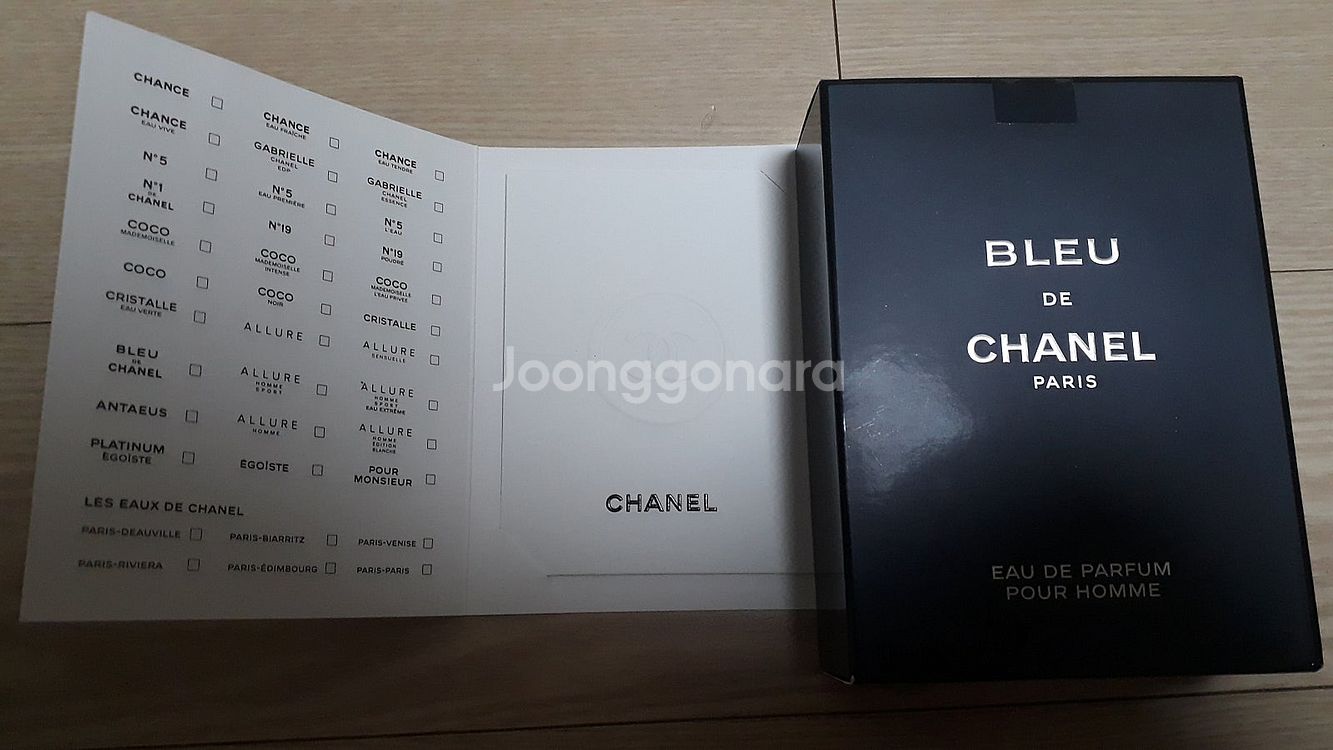 CHANCE
CHANCE
EAU VIVE
N°5
N°1
DE
CHANEL
COCO
MADEMOISELLE
COCO
CRISTALLE
EAU VERTE
BLEU
DE
CHANEL
ANTAEUS
PLATINUM
ÉGOÏSTE
CHANCE
EAU FRAÎCHE
GABRIELLE
CHANEL
EDP
N°5
EAU PREMIÈRE
N°19
COCO
MADEMOISELLE
INTENSE
COCO
NOIR
ALLURE
ALLURE
HOMME
SPORT
ALLURE
HOMME
ÉGOÏSTE
CHANCE
EAU TENDRE
GABRIELLE
CHANEL
ESSENCE
N°5
L'EAU
N°19
POUDRÉ
COCO
MADEMOISELLE
L'EAU PRIVÉE
CRISTALLE
ALLURE
SENSUELLE
ALLURE
HOMME
SPORT
EAU EXTRÊME
ALLURE
HOMME
ÉDITION
BLANCHE
POUR
MONSIEUR
LES EAUX DE CHANEL
PARIS-DEAUVILLE PARIS-BIARRITZ PARIS-VENISE
PARIS-RIVIERA PARIS-ÉDIMBOURG PARIS-PARIS
CHANEL
Joonggonara
BLEU
DE
CHANEL
PARIS
EAU DE PARFUM
POUR HOMME